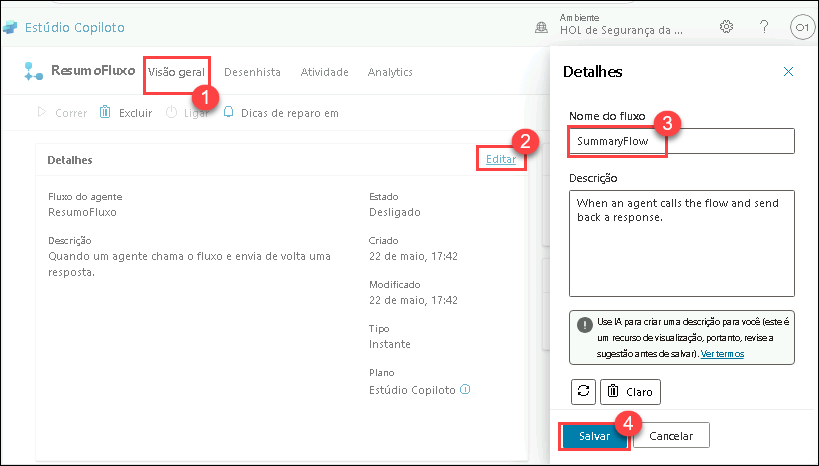 Estúdio Copiloto
Ambiente
HOL de Segurança da ...
?
O1
ResumoFluxo
Visão geral
Desenhista
Atividade
Analytics
1
Correr
Excluir
Ligar
Dicas de reparo em
2
Detalhes
Editar
Fluxo do agente
ResumoFluxo
Descrição
Quando um agente chama o fluxo e envia de volta uma
resposta.
Estado
Desligado
Criado
22 de maio, 17:42
Modificado
22 de maio, 17:42
Tipo
Instante
Plano
Estúdio Copiloto
Detalhes
Nome do fluxo
3
SummaryFlow
Descrição
When an agent calls the flow and send
back a response.
Use IA para criar uma descrição para você (este é
um recurso de visualização, portanto, revise a
sugestão antes de salvar). Ver termos
Claro
4
Salvar
Cancelar